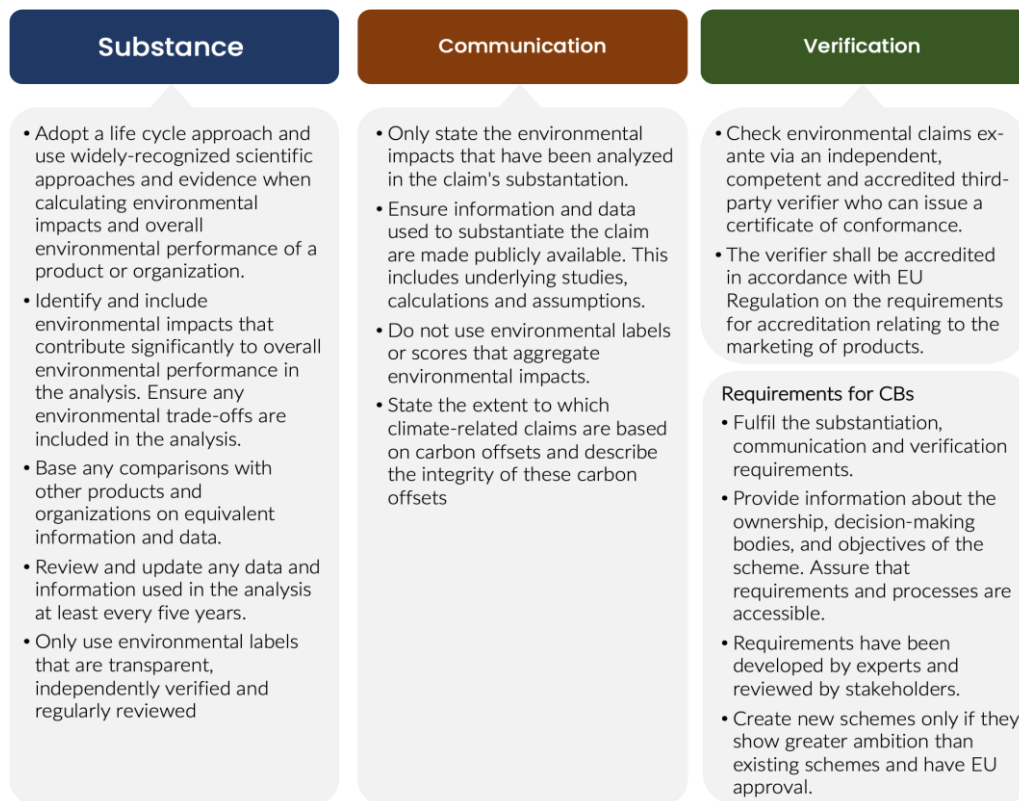 Substance
• Adopt a life cycle approach and
use widely-recognized scientific
approaches and evidence when
calculating environmental
impacts and overall
environmental performance of a
product or organization.
• Identify and include
environmental impacts that
contribute significantly to overall
environmental performance in
the analysis. Ensure any
environmental trade-offs are
included in the analysis.
• Base any comparisons with
other products and
organizations on equivalent
information and data.
• Review and update any data and
information used in the analysis
at least every five years.
• Only use environmental labels
that are transparent,
independently verified and
regularly reviewed
Communication
• Only state the environmental
impacts that have been analyzed
in the claim's substantation.
• Ensure information and data
used to substantiate the claim
are made publicly available. This
includes underlying studies,
calculations and assumptions.
• Do not use environmental labels
or scores that aggregate
environmental impacts.
• State the extent to which
climate-related claims are based
on carbon offsets and describe
the integrity of these carbon
offsets
Verification
• Check environmental claims ex-
ante via an independent,
competent and accredited third-
party verifier who can issue a
certificate of conformance.
• The verifier shall be accredited
in accordance with EU
Regulation on the requirements
for accreditation relating to the
marketing of products.
Requirements for CBs
• Fulfil the substantiation,
communication and verification
requirements.
• Provide information about the
ownership, decision-making
bodies, and objectives of the
scheme. Assure that
requirements and processes are
accessible.
• Requirements have been
developed by experts and
reviewed by stakeholders.
• Create new schemes only if they
show greater ambition than
existing schemes and have EU
approval.